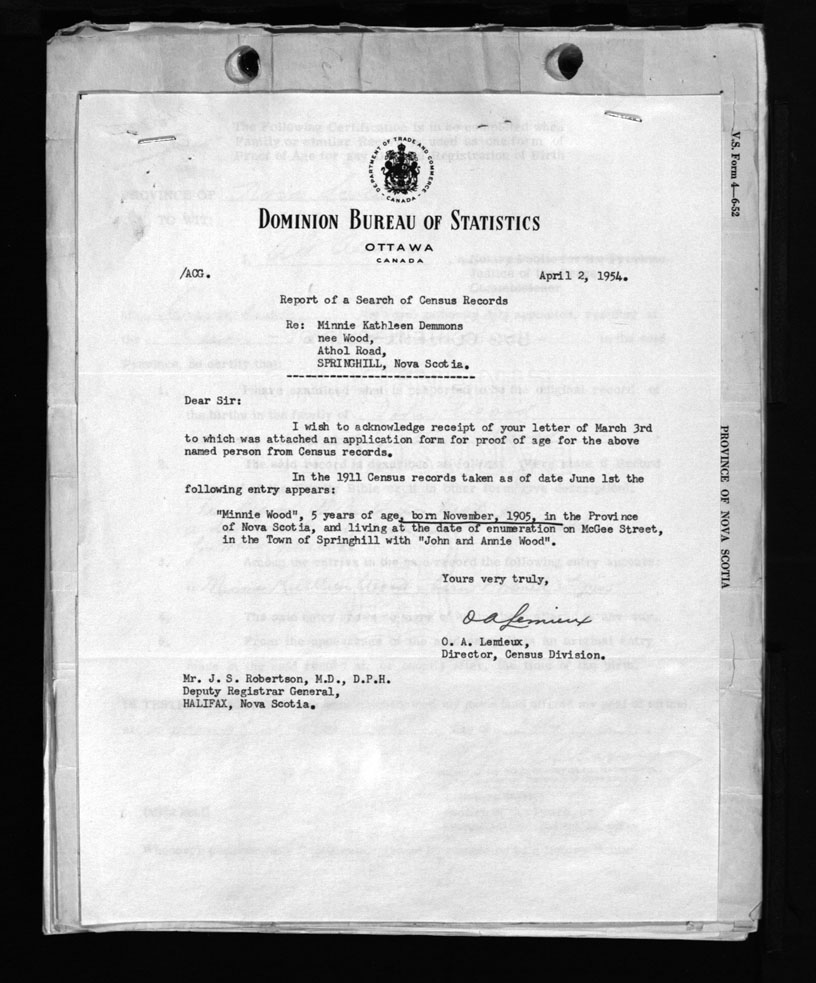 DEPARTMENT OF TRADE AND COMMERCE
CANADA
DOMINION BUREAU OF STATISTICS
OTTAWA
CANADA
/ACG.
April 2, 1954.
Report of a Search of Census Records
Re: Minnie Kathleen Demmons
nee Wood,
Athol Road,
SPRINGHILL, Nova Scotia.
Dear Sir:
I wish to acknowledge receipt of your letter of March 3rd
to which was attached an application form for proof of age for the above
named person from Census records.
In the 1911 Census records taken as of date June 1st the
following entry appears:
"Minnie Wood", 5 years of age, born November, 1905, in the Province
of Nova Scotia, and living at the date of enumeration on McGee Street,
in the Town of Springhill with "John and Annie Wood".
Yours very truly,
O A Lemieux
O. A. Lemieux,
Director, Census Division.
Mr. J. S. Robertson, M.D., D.P.H.
Deputy Registrar General,
HALIFAX, Nova Scotia.
V.S. Form 4—6-52
PROVINCE OF NOVA SCOTIA